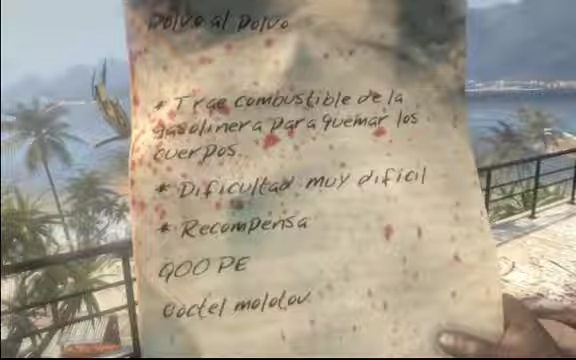 Polvo al Polvo
* Trae combustible de la
gasolinera para quemar los
cuerpos.
* Dificultad muy dificil
* Recompensa
900 PE
Coctel molotov